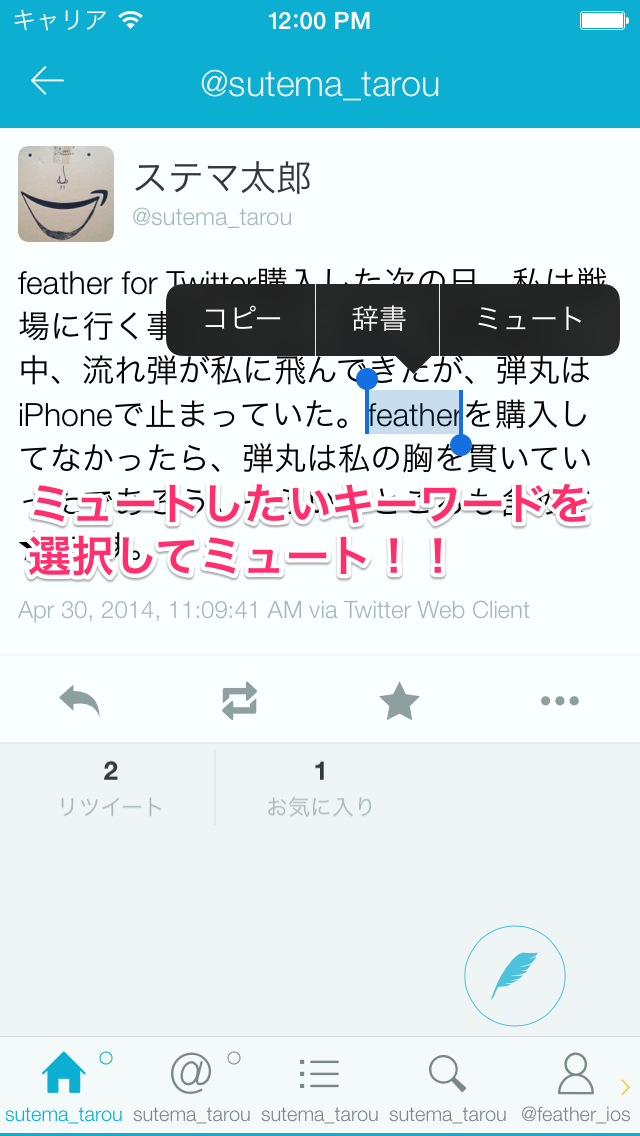 キャリア 12:00 PM
@sutema_tarou
ステマ太郎
@sutema_tarou
feather for Twitter購入した次の日、私は戦
コピー 辞書 ミュート
場に行く事
中、流れ弾が私に飛んできたが、弾丸は
iPhoneで止まっていた。featherを購入し
てなかったら、弾丸は私の胸を貫いてい
ミュートしたいキーワードを
選択してミュート！！
Apr 30, 2014, 11:09:41 AM via Twitter Web Client
2 1
リツイート お気に入り
sutema_tarou sutema_tarou sutema_tarou sutema_tarou @feather_ios